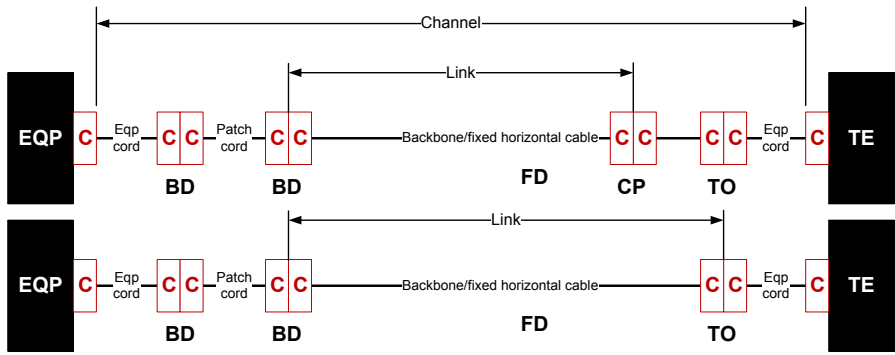 Channel
Link
EQP C Eqp cord C C Patch cord C C Backbone/fixed horizontal cable C C C C Eqp cord C TE
BD BD FD CP TO
Link
EQP C Eqp cord C C Patch cord C C Backbone/fixed horizontal cable C C Eqp cord C TE
BD BD FD TO